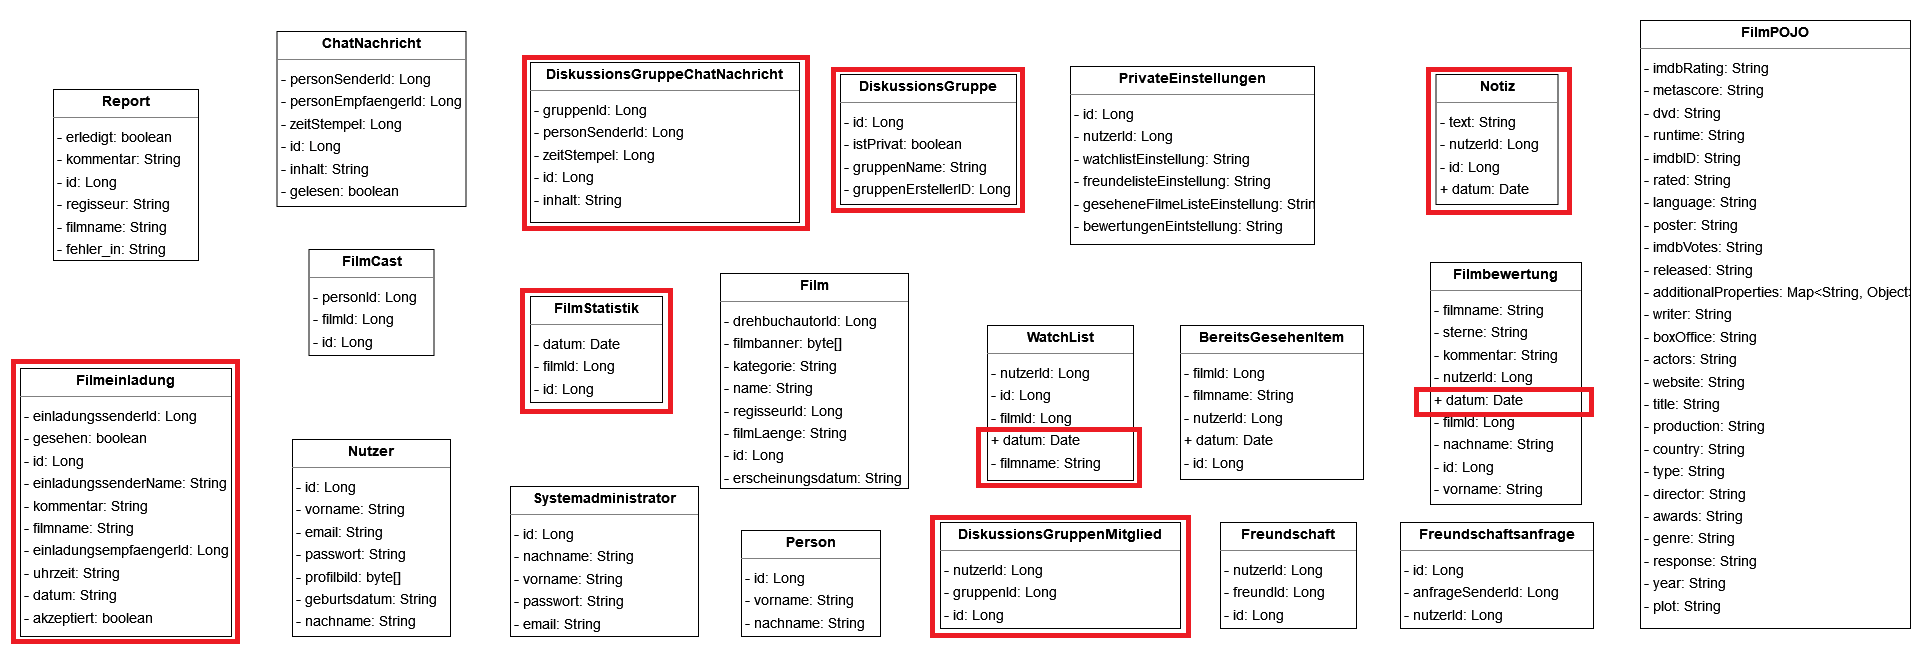 Report
- erledigt: boolean
- kommentar: String
- id: Long
- regisseur: String
- filmname: String
- fehler_in: String
ChatNachricht
- personSenderId: Long
- personEmpfaengerId: Long
- zeitStempel: Long
- id: Long
- inhalt: String
- gelesen: boolean
DiskussionsGruppeChatNachricht
- gruppenId: Long
- personSenderId: Long
- zeitStempel: Long
- id: Long
- inhalt: String
DiskussionsGruppe
- id: Long
- istPrivat: boolean
- gruppenName: String
- gruppenErstellerID: Long
PrivateEinstellungen
- id: Long
- nutzerId: Long
- watchlistEinstellung: String
- freundelisteEinstellung: String
- geseheneFilmeListeEinstellung: Strin
- bewertungenEintstellung: String
Notiz
- text: String
- nutzerId: Long
- id: Long
+ datum: Date
FilmPOJO
- imdbRating: String
- metascore: String
- dvd: String
- runtime: String
- imdbID: String
- rated: String
- language: String
- poster: String
- imdbVotes: String
- released: String
- additionalProperties: Map<String, Object>
- writer: String
- boxOffice: String
- actors: String
- website: String
- title: String
- production: String
- country: String
- type: String
- director: String
- awards: String
- genre: String
- response: String
- year: String
- plot: String
FilmCast
- personId: Long
- filmId: Long
- id: Long
FilmStatistik
- datum: Date
- filmId: Long
- id: Long
Film
- drehbuchautorId: Long
- filmbanner: byte[]
- kategorie: String
- name: String
- regisseurId: Long
- filmLaenge: String
- id: Long
- erscheinungsdatum: String
WatchList
- nutzerId: Long
- id: Long
- filmId: Long
+ datum: Date
- filmname: String
BereitsGesehenItem
- filmId: Long
- filmname: String
- nutzerId: Long
+ datum: Date
- id: Long
Filmbewertung
- filmname: String
- sterne: String
- kommentar: String
- nutzerId: Long
+ datum: Date
- filmId: Long
- nachname: String
- id: Long
- vorname: String
Filmeinladung
- einladungssenderId: Long
- gesehen: boolean
- id: Long
- einladungssenderName: String
- kommentar: String
- filmname: String
- einladungsempfaengerId: Long
- uhrzeit: String
- datum: String
- akzeptiert: boolean
Nutzer
- id: Long
- vorname: String
- email: String
- passwort: String
- profilbild: byte[]
- geburtsdatum: String
- nachname: String
Systemadministrator
- id: Long
- nachname: String
- vorname: String
- passwort: String
- email: String
Person
- id: Long
- vorname: String
- nachname: String
DiskussionsGruppenMitglied
- nutzerId: Long
- gruppenId: Long
- id: Long
Freundschaft
- nutzerId: Long
- freundId: Long
- id: Long
Freundschaftsanfrage
- id: Long
- anfrageSenderId: Long
- nutzerId: Long